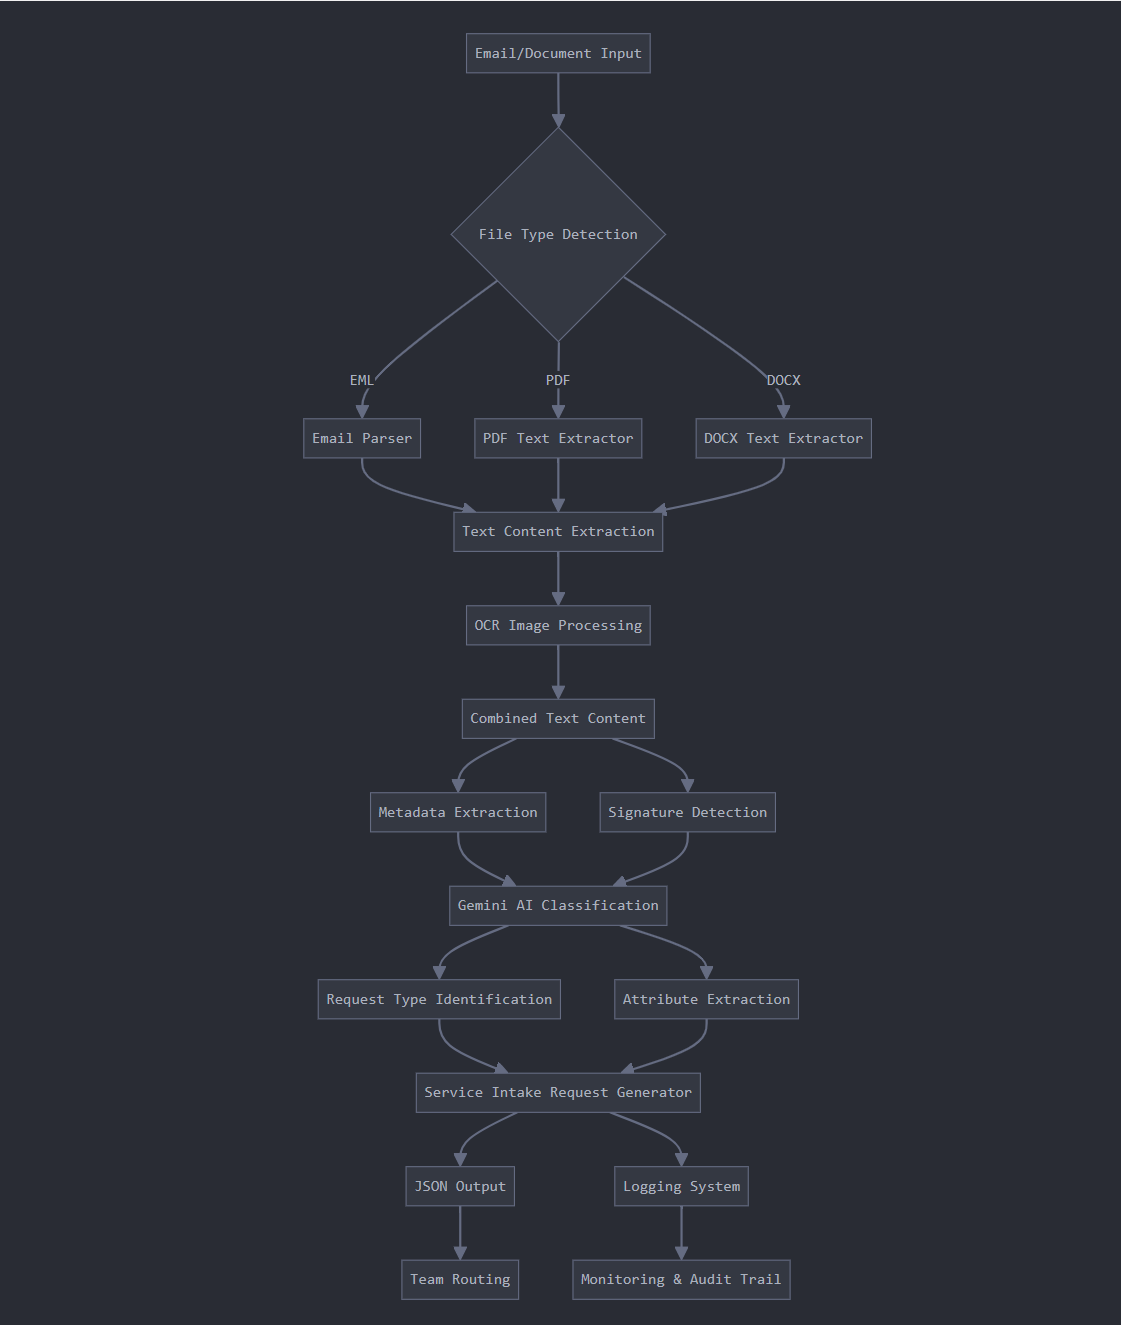 Email/Document Input
File Type Detection
EML
PDF
DOCX
Email Parser
PDF Text Extractor
DOCX Text Extractor
Text Content Extraction
OCR Image Processing
Combined Text Content
Metadata Extraction
Signature Detection
Gemini AI Classification
Request Type Identification
Attribute Extraction
Service Intake Request Generator
JSON Output
Logging System
Team Routing
Monitoring & Audit Trail